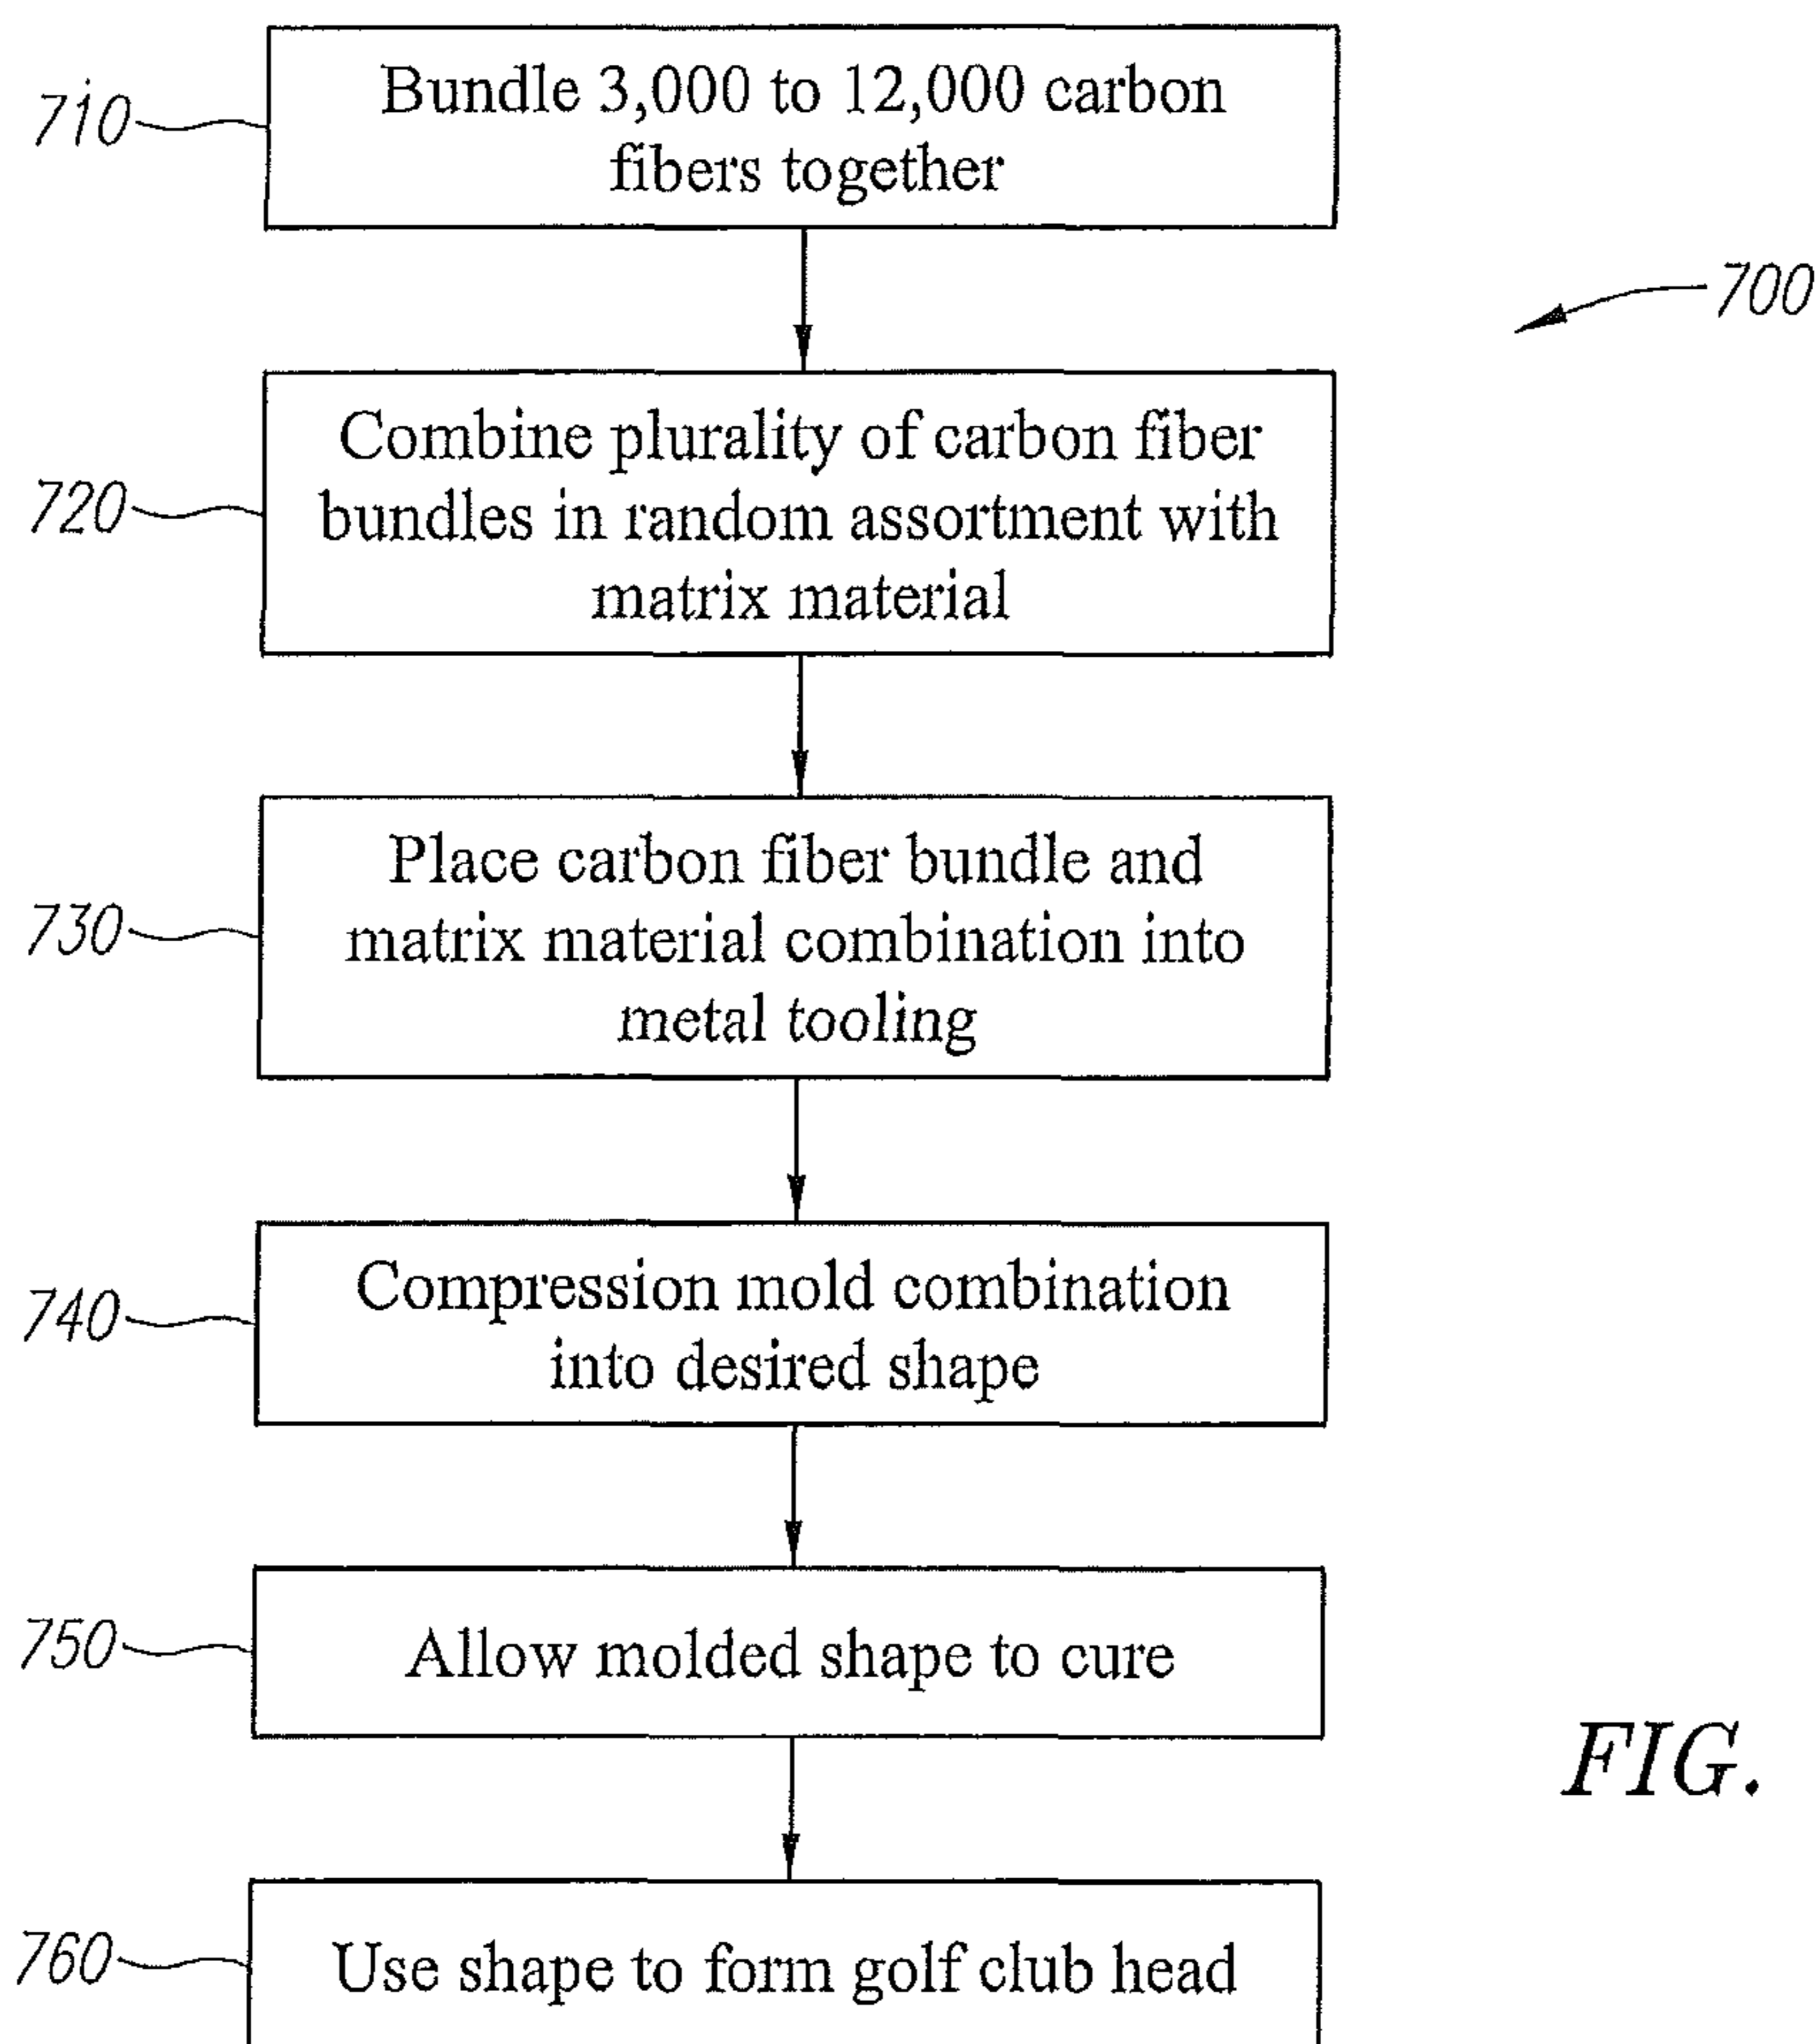 710
Bundle 3,000 to 12,000 carbon
fibers together
700
720
Combine plurality of carbon fiber
bundles in random assortment with
matrix material
730
Place carbon fiber bundle and
matrix material combination into
metal tooling
740
Compression mold combination
into desired shape
750
Allow molded shape to cure
FIG.
760
Use shape to form golf club head